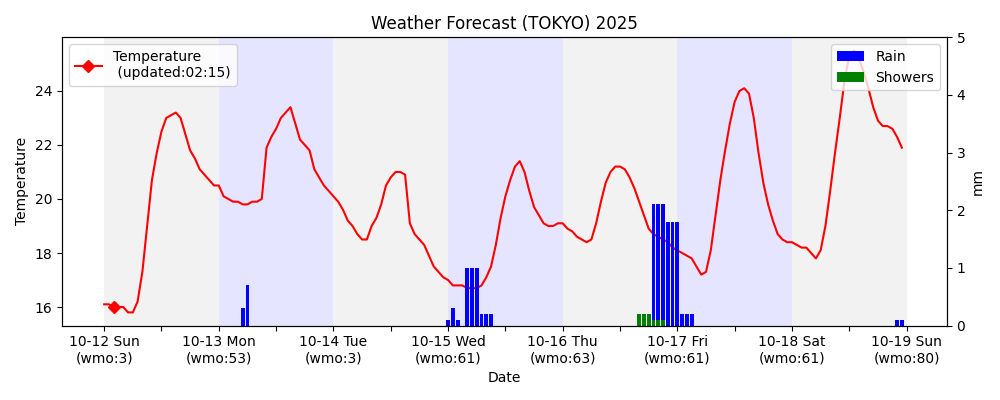 Weather Forecast (TOKYO) 2025
Temperature
(updated:02:15)
Rain
Showers
Temperature
24
22
20
18
16
5
4
3
2
1
0
mm
10-12 Sun
(wmo:3)
10-13 Mon
(wmo:53)
10-14 Tue
(wmo:3)
10-15 Wed
(wmo:61)
10-16 Thu
(wmo:63)
10-17 Fri
(wmo:61)
10-18 Sat
(wmo:61)
10-19 Sun
(wmo:80)
Date